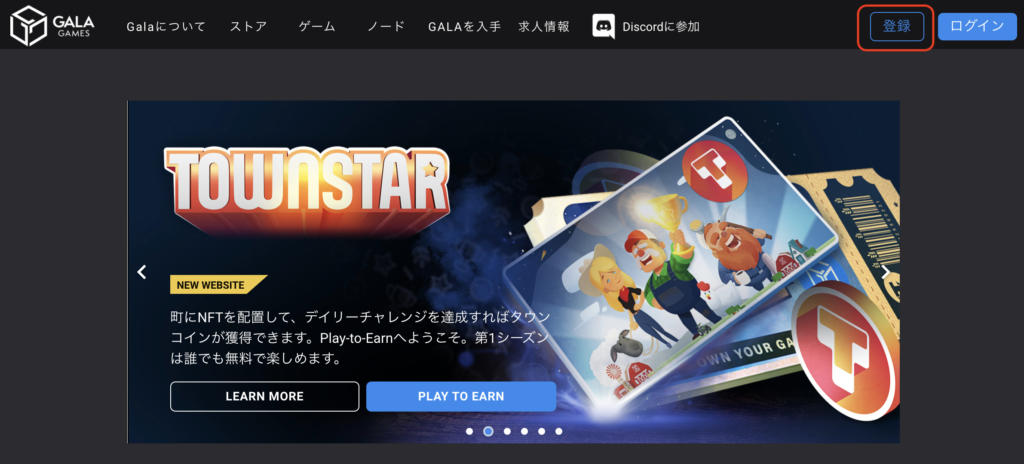 GALA
GAMES
Galaについて
ストア
ゲーム
ノード
GALAを入手
求人情報
Discordに参加
登録
ログイン
TOWNSTAR
NEW WEBSITE
町にNFTを配置して、デイリーチャレンジを達成すればタウン
コインが獲得できます。Play-to-Earnへようこそ。第1シーズン
は誰でも無料で楽しめます。
LEARN MORE
PLAY TO EARN
OWN YOUR GA